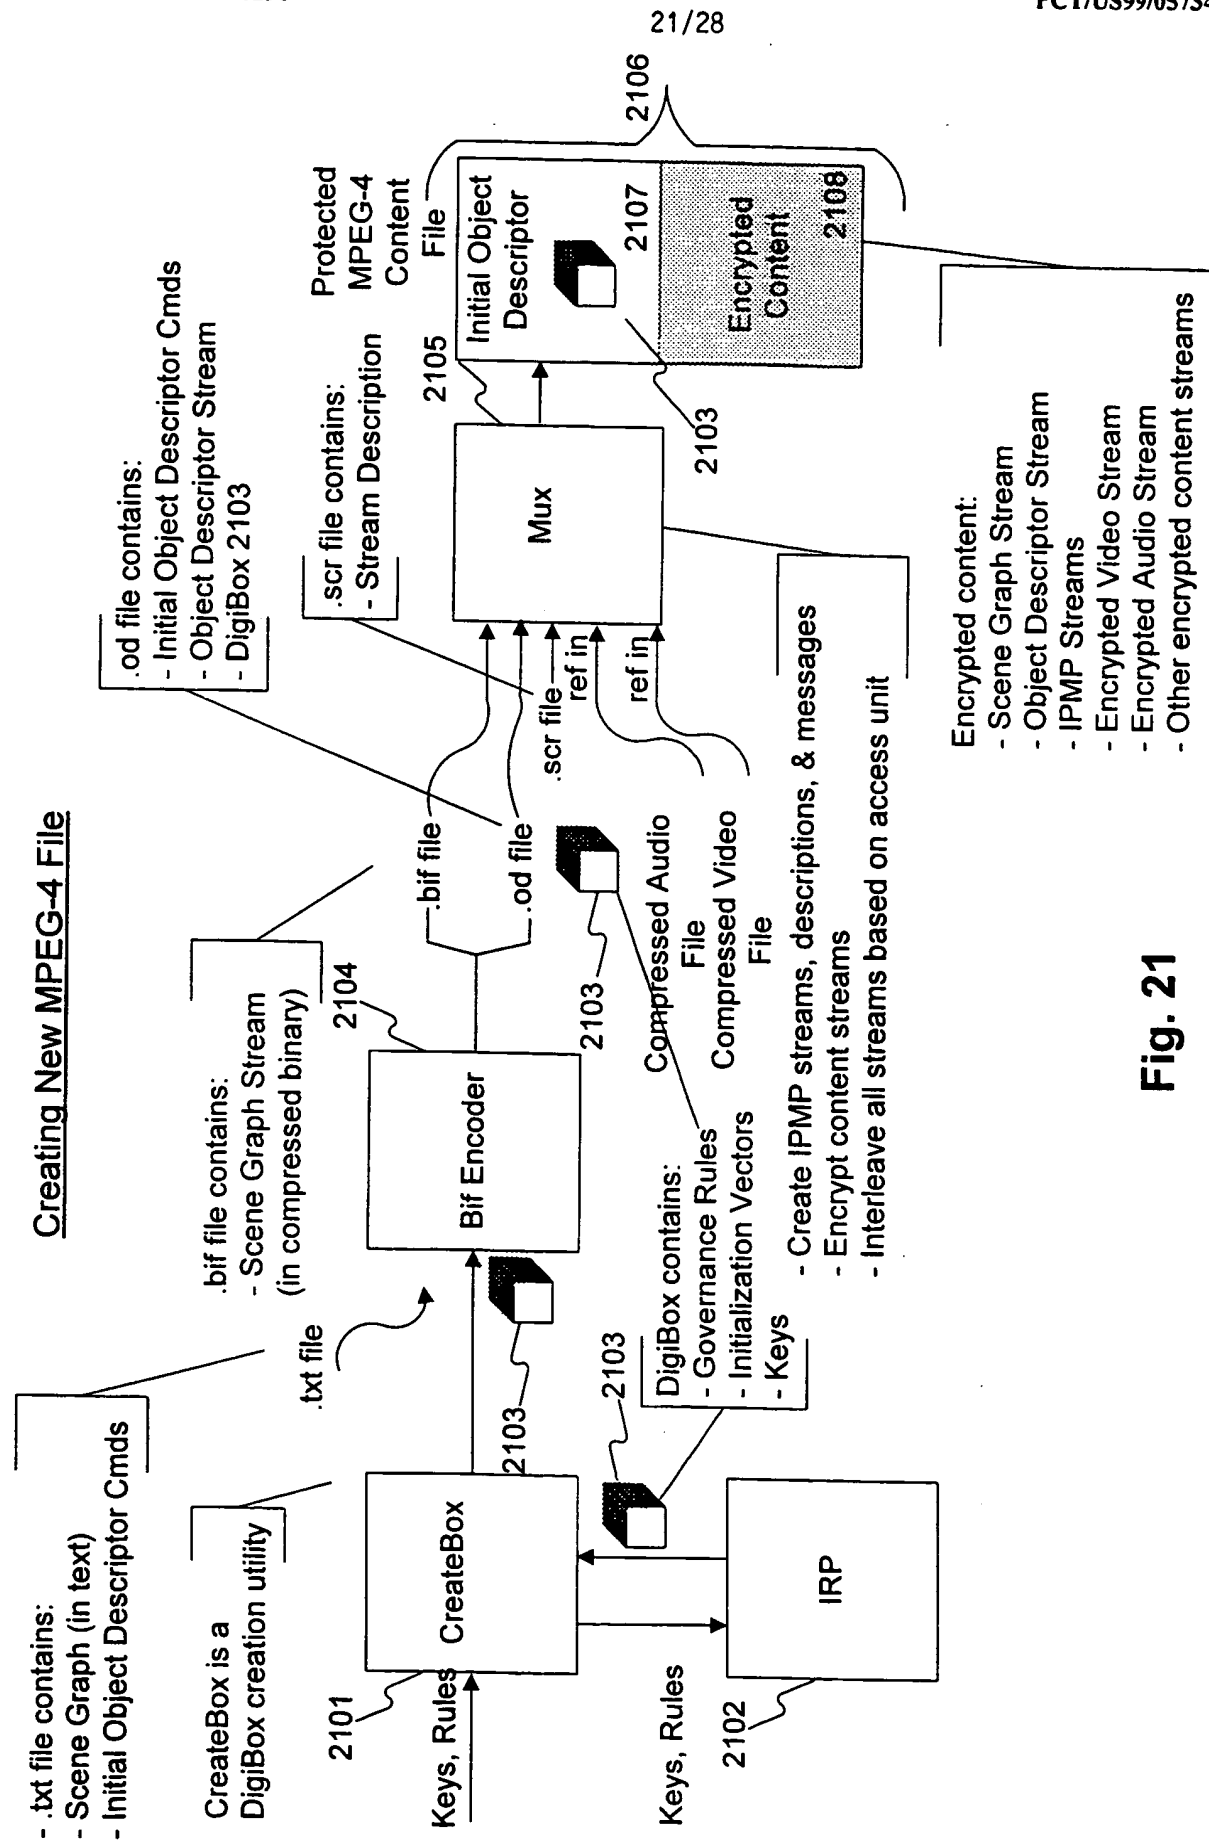 21/28
Creating New MPEG-4 File
- .txt file contains:
- Scene Graph (in text)
- Initial Object Descriptor Cmds
CreateBox is a
DigiBox creation utility
.bif file contains:
- Scene Graph Stream
(in compressed binary)
.od file contains:
- Initial Object Descriptor Cmds
- Object Descriptor Stream
- DigiBox 2103
.scr file contains:
- Stream Description
Protected
MPEG-4
Content
File
2106
2101
Keys, Rules
CreateBox
.txt file
2103
2104
Bif Encoder
.bif file
.od file
2103
.scr file
ref in
ref in
2105
Mux
Initial Object
Descriptor
2107
2103
Encrypted
Content
2108
Keys, Rules
2102
IRP
2103
DigiBox contains:
- Governance Rules
- Initialization Vectors
- Keys
Compressed Audio
File
Compressed Video
File
- Create IPMP streams, descriptions, & messages
- Encrypt content streams
- Interleave all streams based on access unit
Encrypted content:
- Scene Graph Stream
- Object Descriptor Stream
- IPMP Streams
- Encrypted Video Stream
- Encrypted Audio Stream
- Other encrypted content streams
Fig. 21